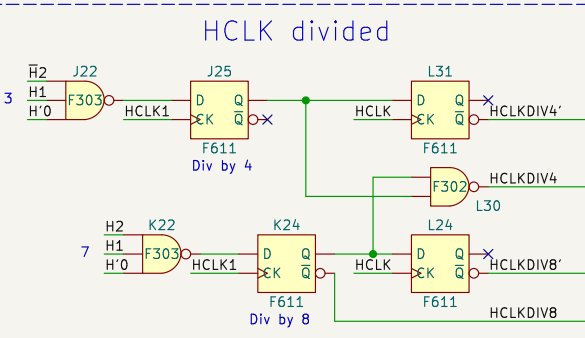 HCLK divided
H̅2 J22 J25 L31
3 H1 F303 D Q D Q
H'0 HCLK1 CK Q̅ HCLK CK Q̅ HCLKDIV4'
F611 F611
Div by 4
F302 HCLKDIV4
L30
H2 K22 K24 L24
7 H1 F303 D Q D Q
H'0 HCLK1 CK Q̅ HCLK CK Q̅ HCLKDIV8'
F611 F611
Div by 8 HCLKDIV8